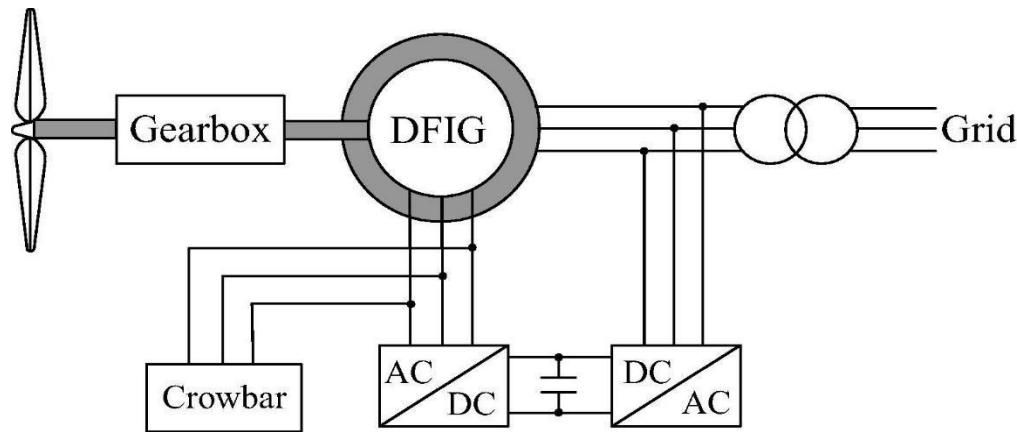 Gearbox
DFIG
Grid
Crowbar
AC
DC
DC
AC